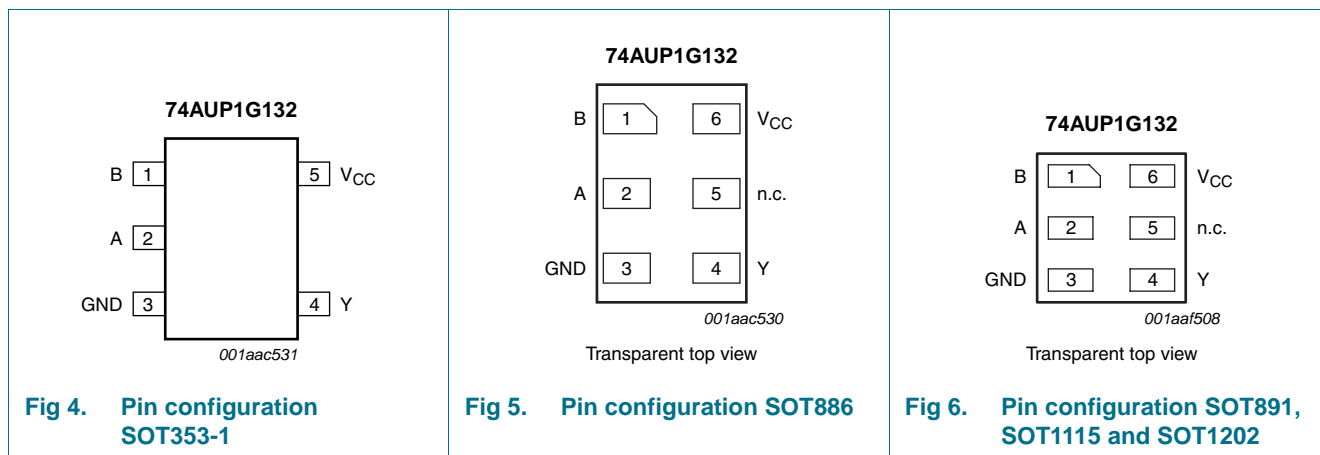 74AUP1G132
B 1
5 VCC
A 2
GND 3
4 Y
001aac531
Fig 4. Pin configuration
SOT353-1
74AUP1G132
B 1 6 VCC
A 2 5 n.c.
GND 3 4 Y
001aac530
Transparent top view
Fig 5. Pin configuration SOT886
74AUP1G132
B 1 6 VCC
A 2 5 n.c.
GND 3 4 Y
001aaf508
Transparent top view
Fig 6. Pin configuration SOT891,
SOT1115 and SOT1202